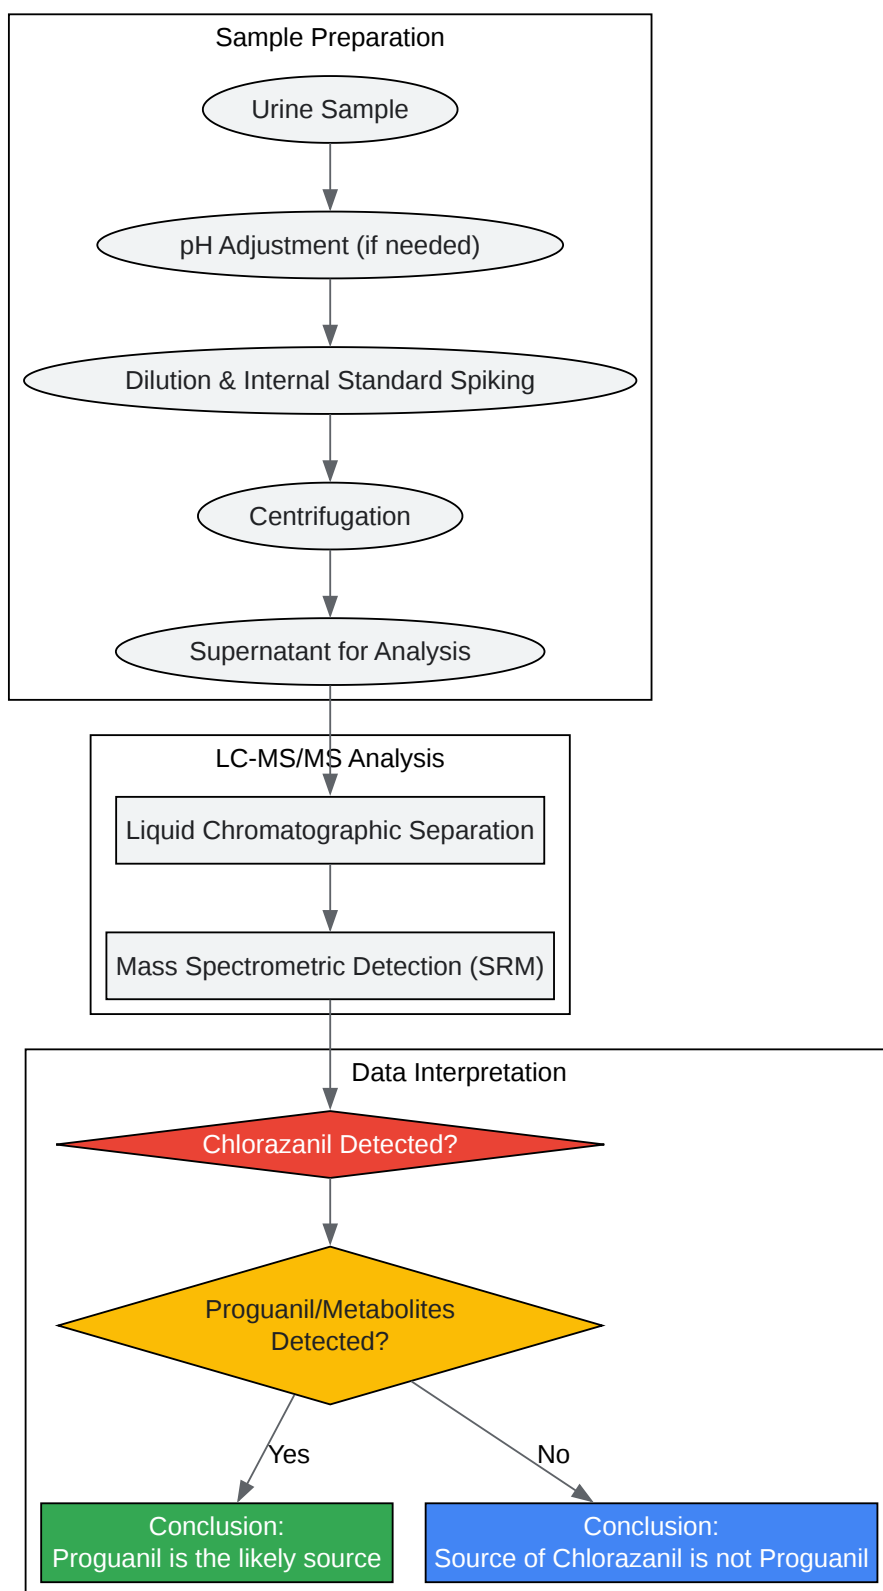 Sample Preparation
Urine Sample
pH Adjustment (if needed)
Dilution & Internal Standard Spiking
Centrifugation
Supernatant for Analysis
LC-MS/MS Analysis
Liquid Chromatographic Separation
Mass Spectrometric Detection (SRM)
Data Interpretation
Chlorazanil Detected?
Proguanil/Metabolites
Detected?
Yes
No
Conclusion:
Proguanil is the likely source
Conclusion:
Source of Chlorazanil is not Proguanil